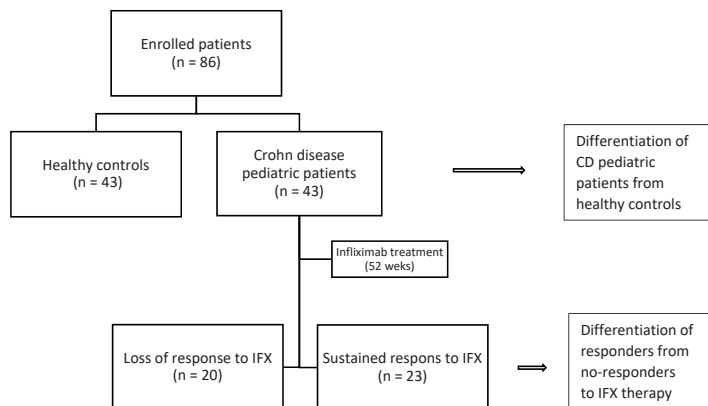 Enrolled patients
(n = 86)
Healthy controls
(n = 43)
Crohn disease
pediatric patients
(n = 43)
Differentiation of
CD pediatric
patients from
healthy controls
Infliximab treatment
(52 weks)
Loss of response to IFX
(n = 20)
Sustained respons to IFX
(n = 23)
Differentiation of
responders from
no-responders
to IFX therapy